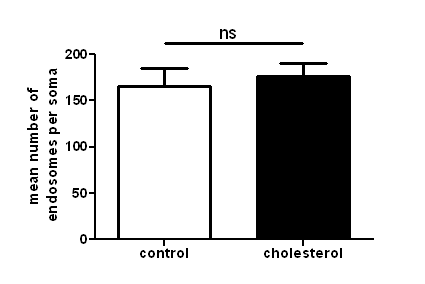 ns
mean number of
endosomes per soma
200
150
100
50
0
control
cholesterol